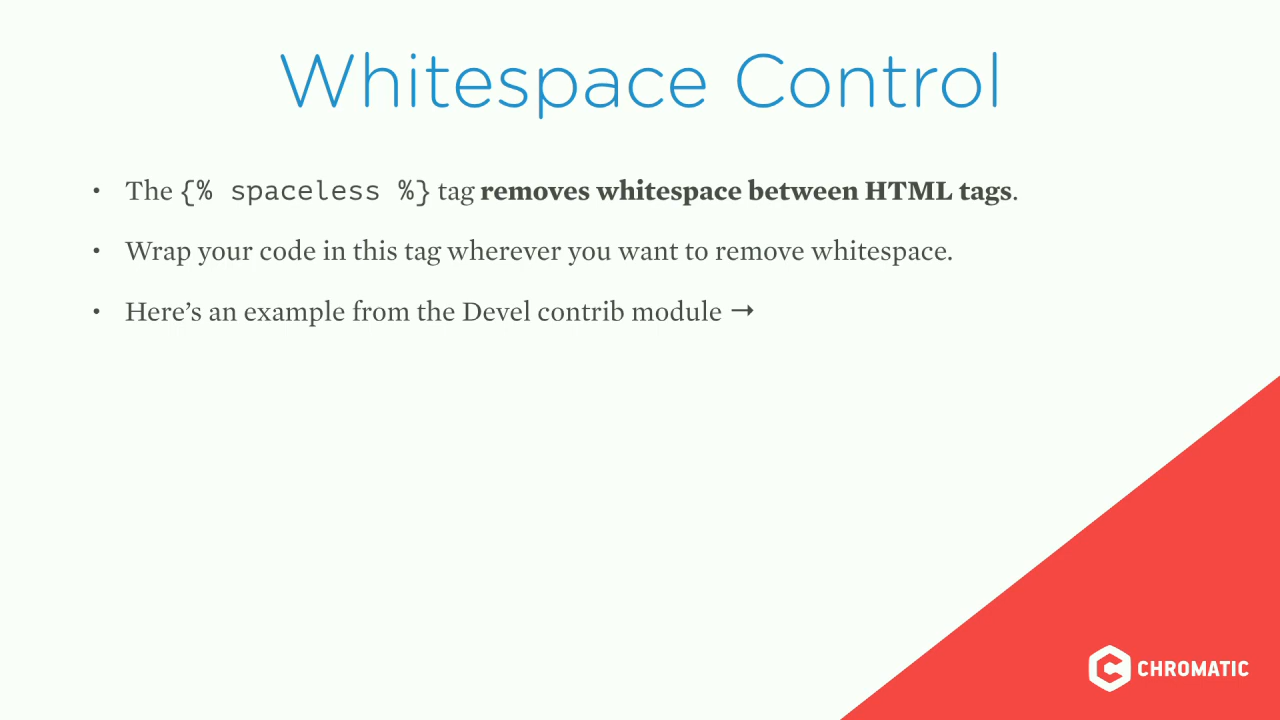 Whitespace Control
• The {% spaceless %} tag removes whitespace between HTML tags.
• Wrap your code in this tag wherever you want to remove whitespace.
• Here’s an example from the Devel contrib module →
CHROMATIC